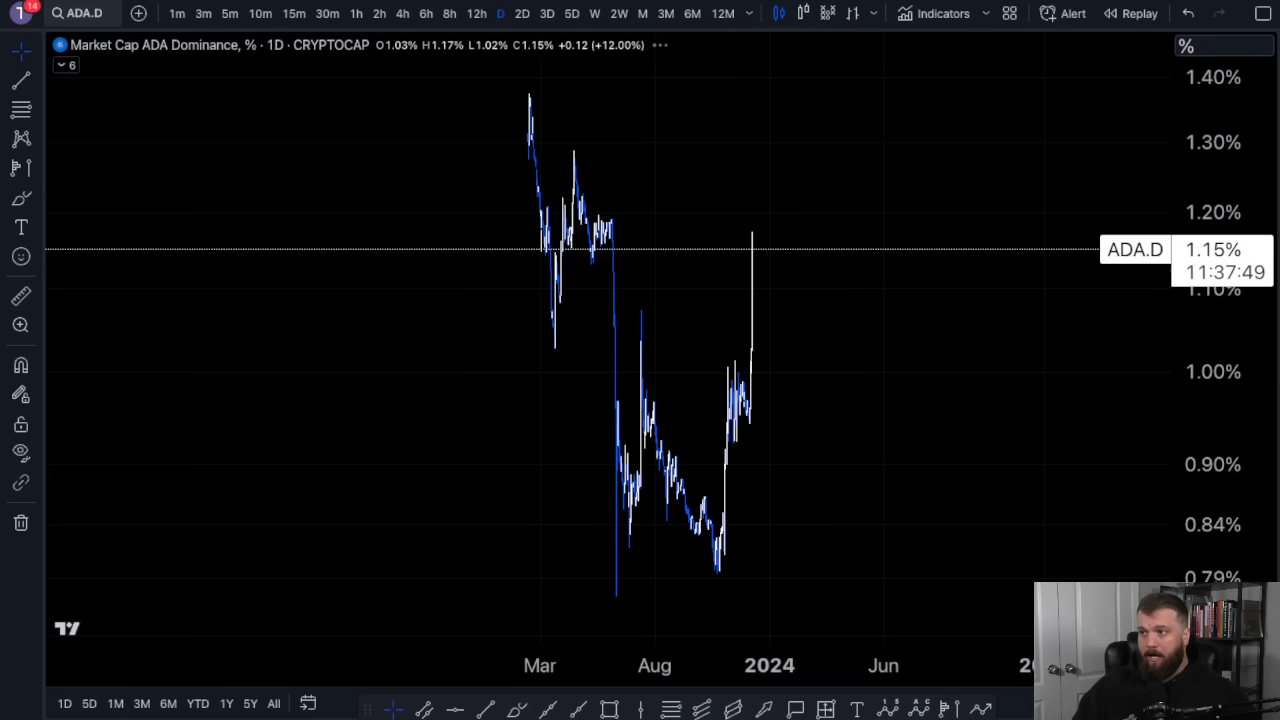 T 14 ADA.D 1m 3m 5m 10m 15m 30m 1h 2h 4h 6h 8h 12h D 2D 3D 5D W 2W M 3M 6M 12M Indicators Alert Replay
Market Cap ADA Dominance, % · 1D · CRYPTOCAP O1.03% H1.17% L1.02% C1.15% +0.12 (+12.00%)
%
6
1.40%
1.30%
1.20%
ADA.D 1.15%
11:37:49
1.10%
1.00%
0.90%
0.84%
0.79%
Mar Aug 2024 Jun
1D 5D 1M 3M 6M YTD 1Y 5Y All